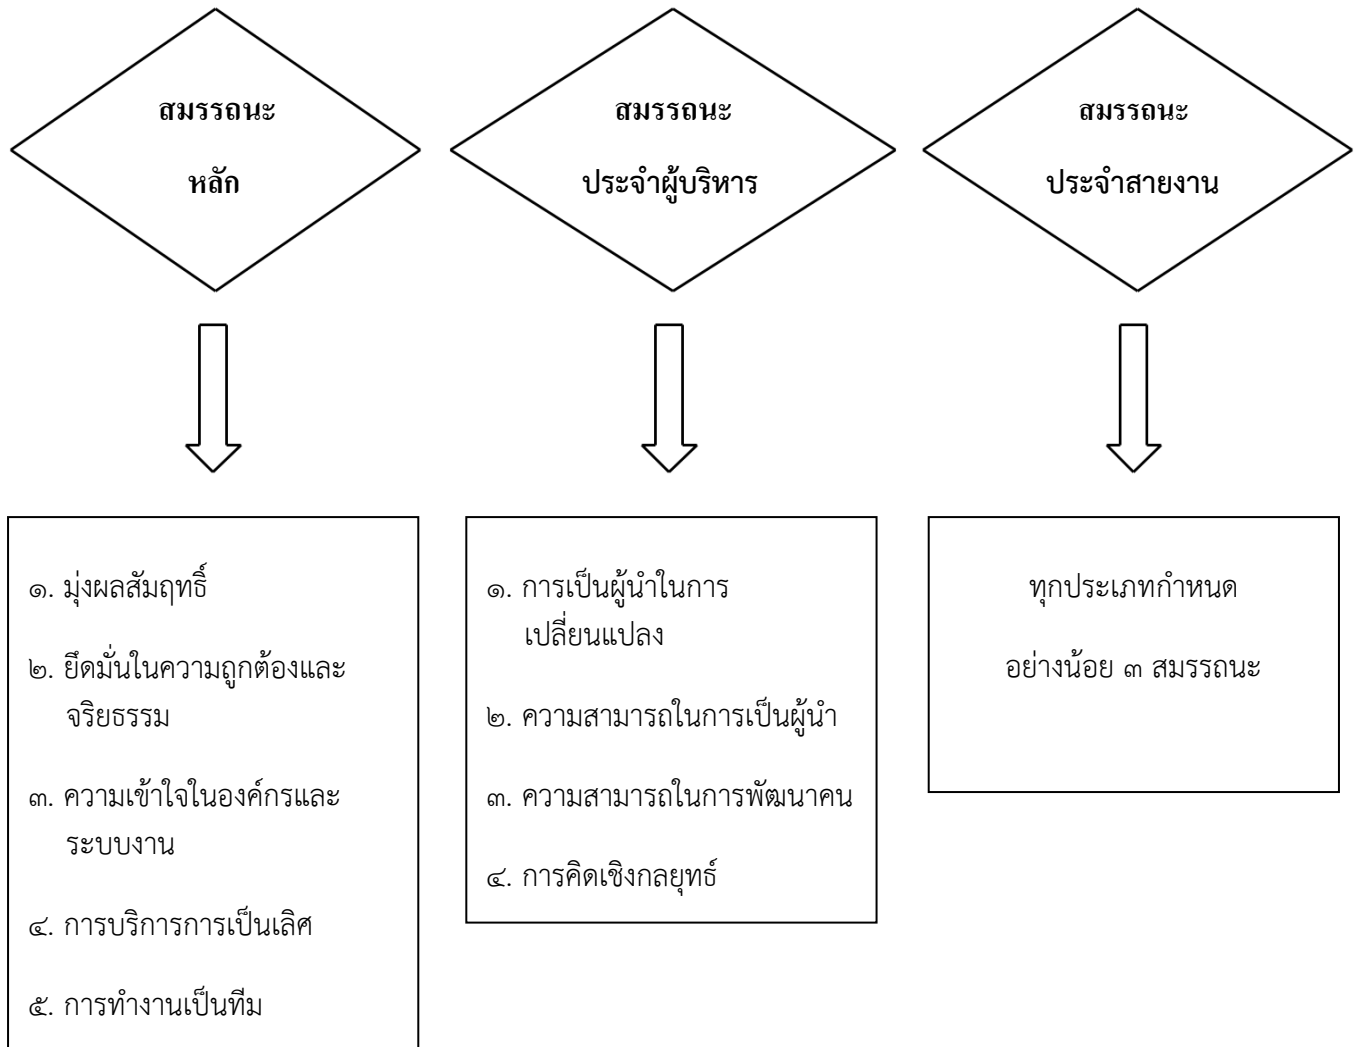 สมรรถนะ
หลัก
สมรรถนะ
ประจำผู้บริหาร
สมรรถนะ
ประจำสายงาน
๑. มุ่งผลสัมฤทธิ์
๒. ยึดมั่นในความถูกต้องและ
จริยธรรม
๓. ความเข้าใจในองค์กรและ
ระบบงาน
๔. การบริการการเป็นเลิศ
๕. การทำงานเป็นทีม
๑. การเป็นผู้นำในการ
เปลี่ยนแปลง
๒. ความสามารถในการเป็นผู้นำ
๓. ความสามารถในการพัฒนาคน
๔. การคิดเชิงกลยุทธ์
ทุกประเภทกำหนด
อย่างน้อย ๓ สมรรถนะ